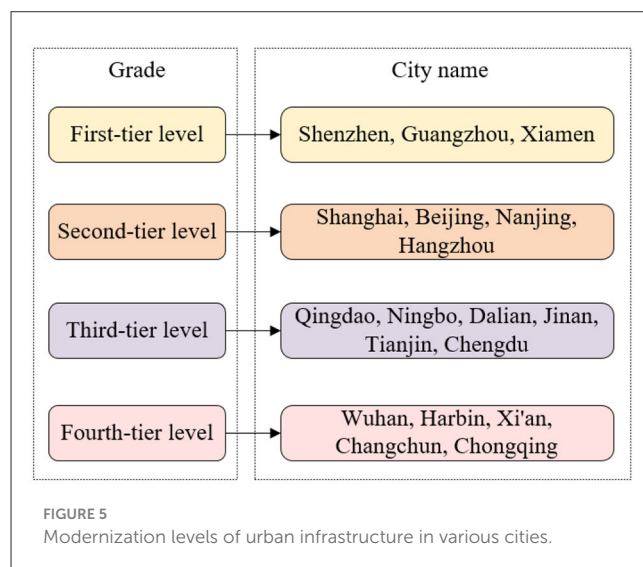 Grade
City name
First-tier level
Shenzhen, Guangzhou, Xiamen
Second-tier level
Shanghai, Beijing, Nanjing,
Hangzhou
Third-tier level
Qingdao, Ningbo, Dalian, Jinan,
Tianjin, Chengdu
Fourth-tier level
Wuhan, Harbin, Xi'an,
Changchun, Chongqing
FIGURE 5
Modernization levels of urban infrastructure in various cities.